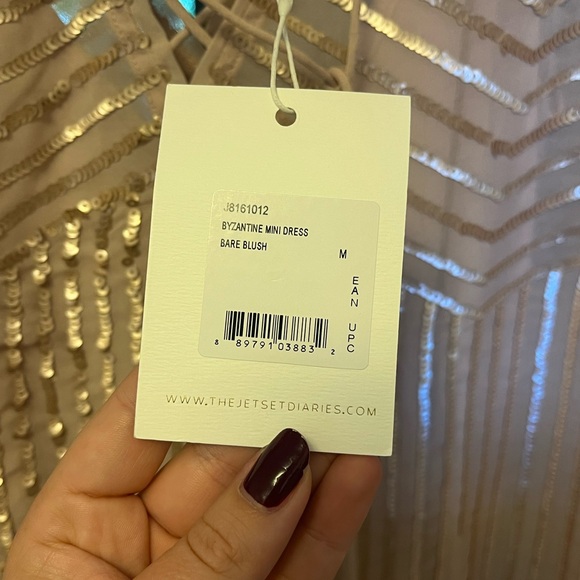 J8161012
BYZANTINE MINI DRESS
BARE BLUSH
M
EAN UPC
8 89791 03883 2
WWW.THEJETSETDIARIES.COM